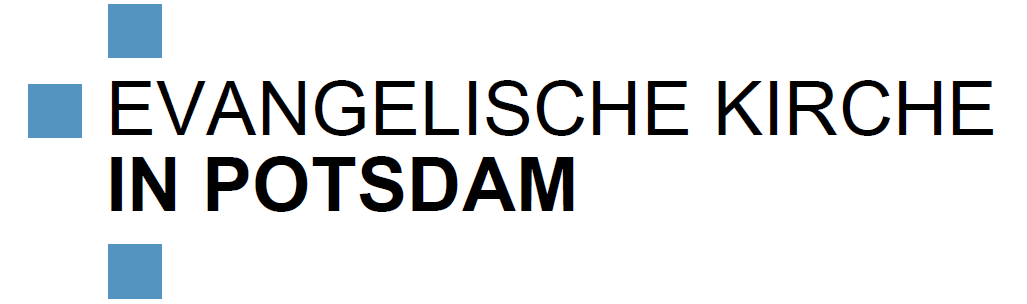 EVANGELISCHE KIRCHE
IN POTSDAM